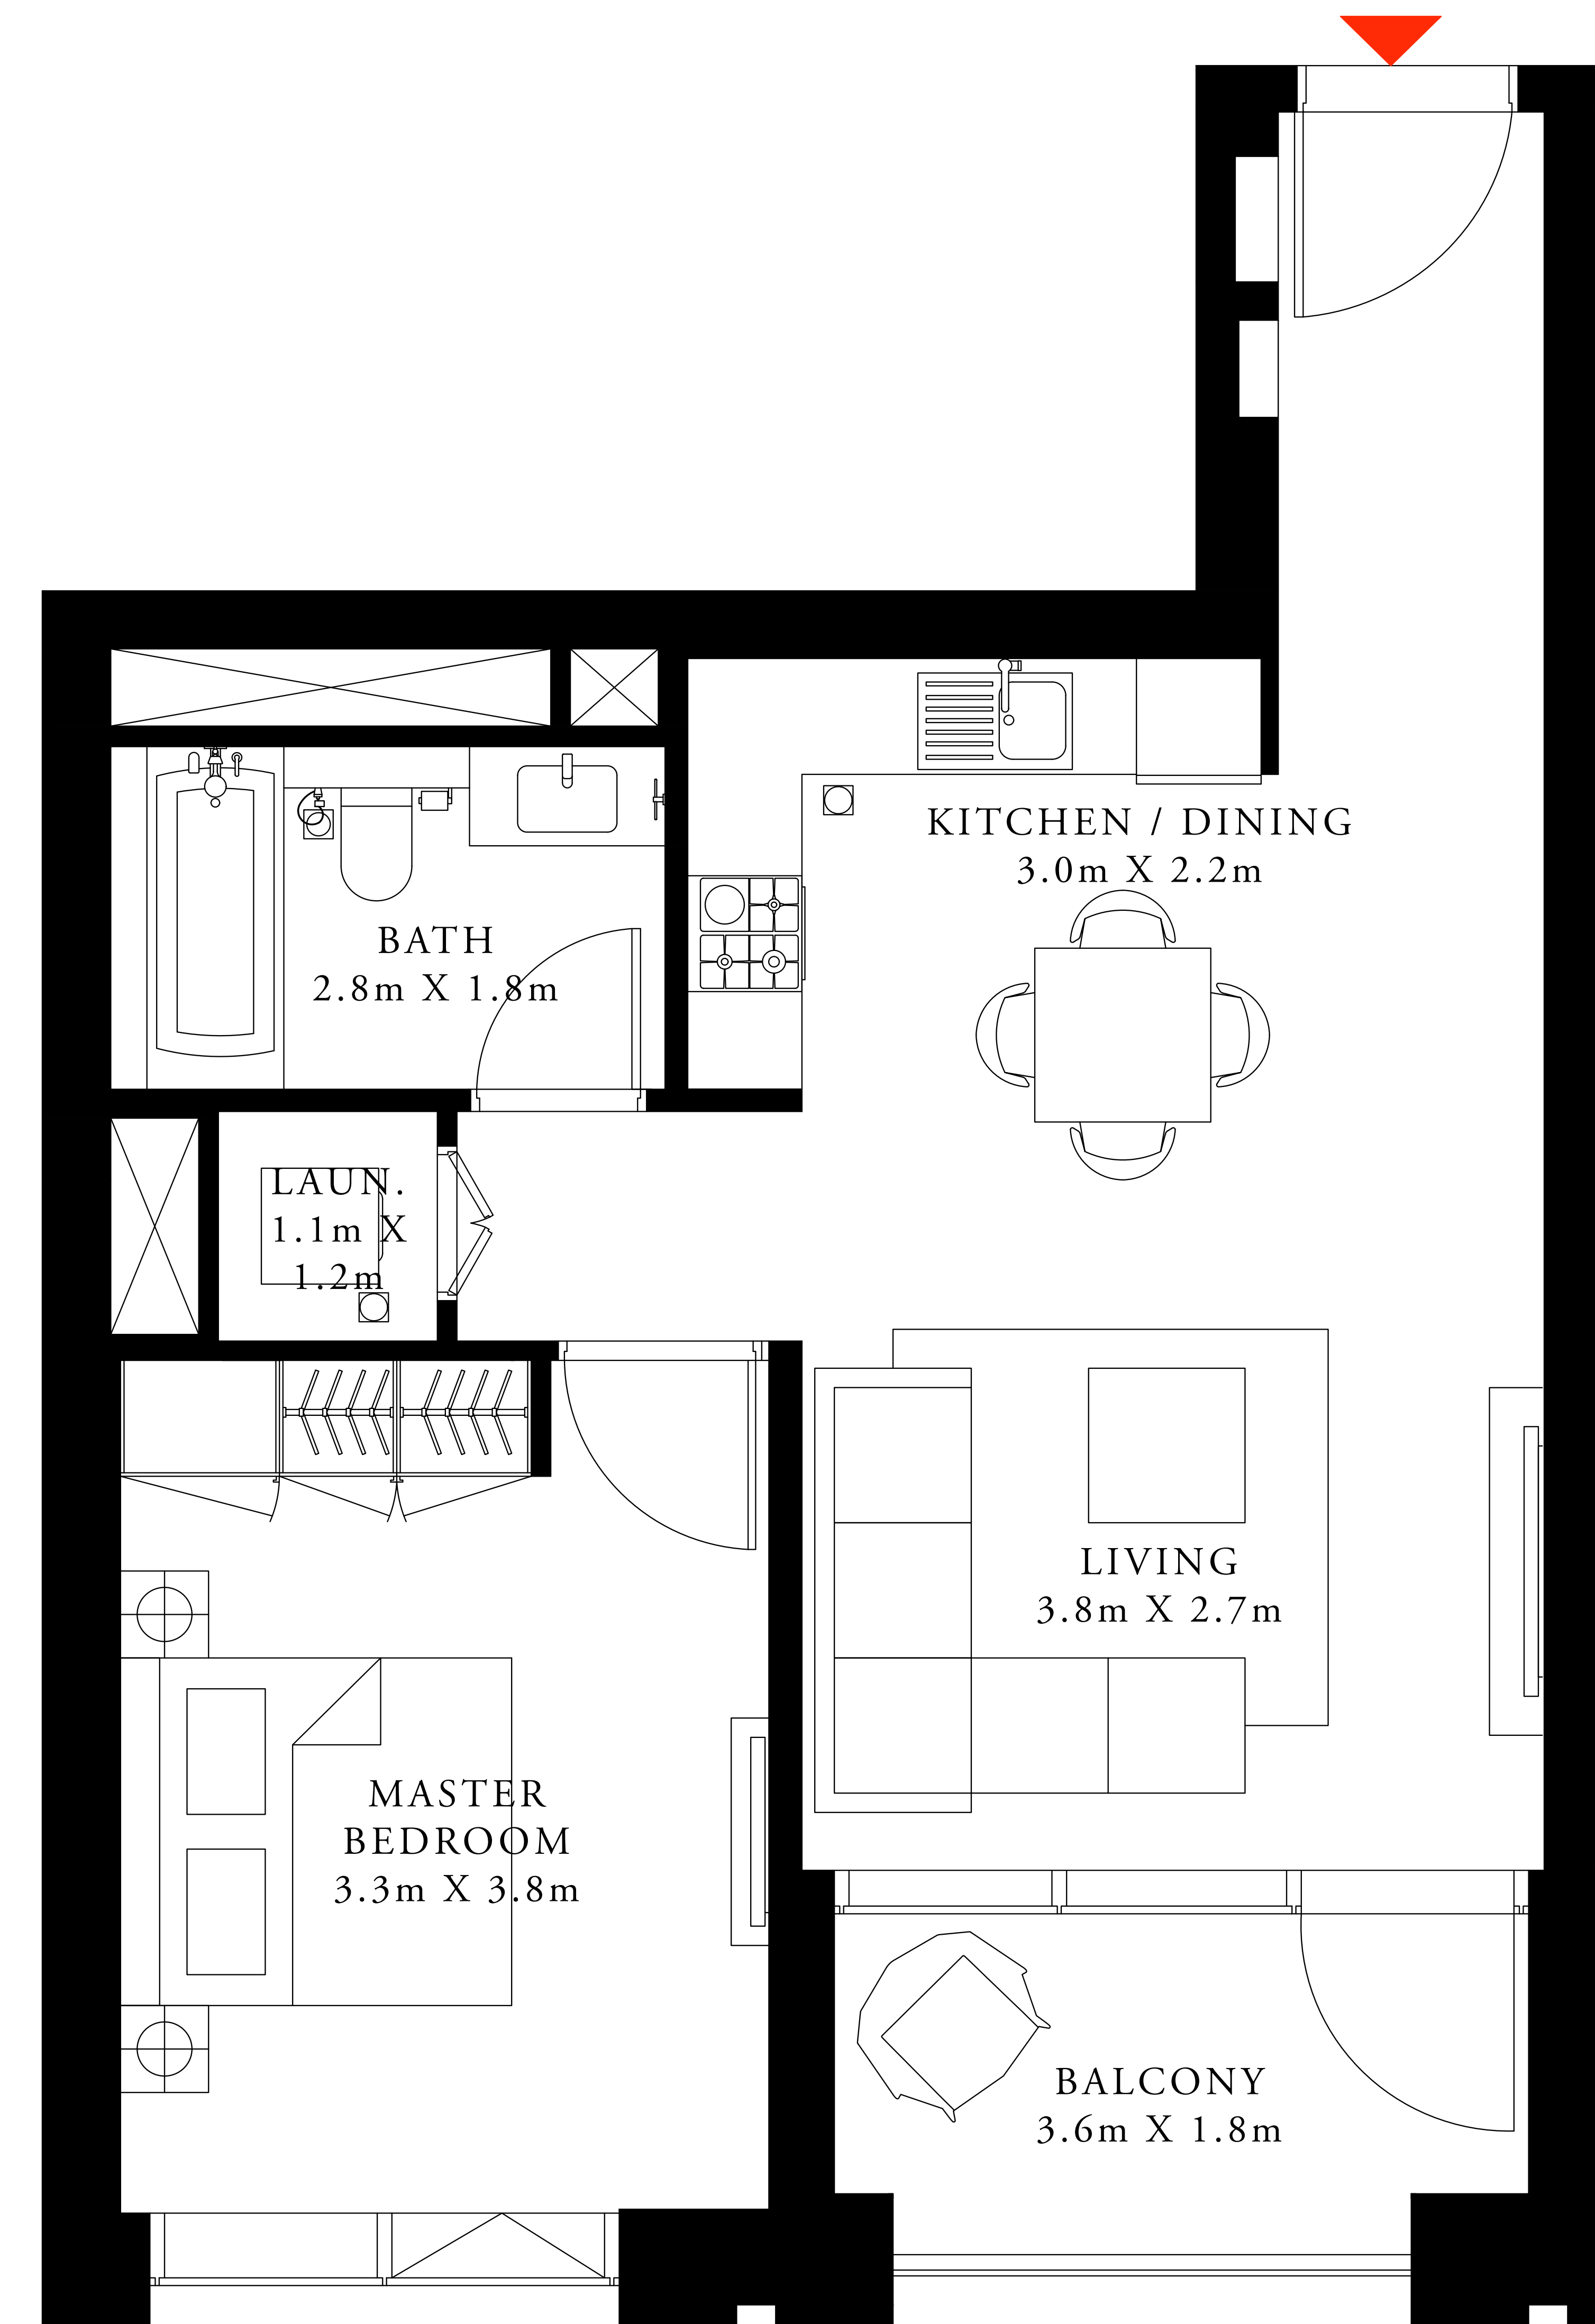 KITCHEN / DINING
3.0m X 2.2m
BATH
2.8m X 1.8m
LAUN.
1.1m X
1.2m
LIVING
3.8m X 2.7m
MASTER
BEDROOM
3.3m X 3.8m
BALCONY
3.6m X 1.8m